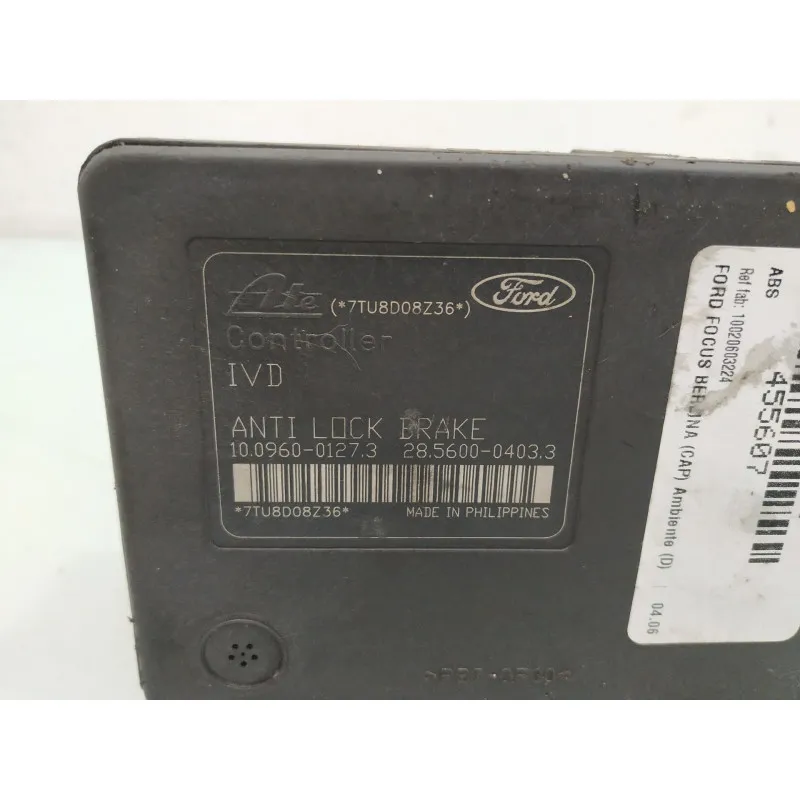 Ate (*7TU8D08Z36*) Ford
Controller
IVD
ANTI LOCK BRAKE
10.0960-0127.3 28.5600-0403.3
*7TU8D08Z36* MADE IN PHILIPPINES
ABS
Ref fab: 10020603224
FORD FOCUS BERLINA (CAP) Ambiente (D) | 04.06
455607